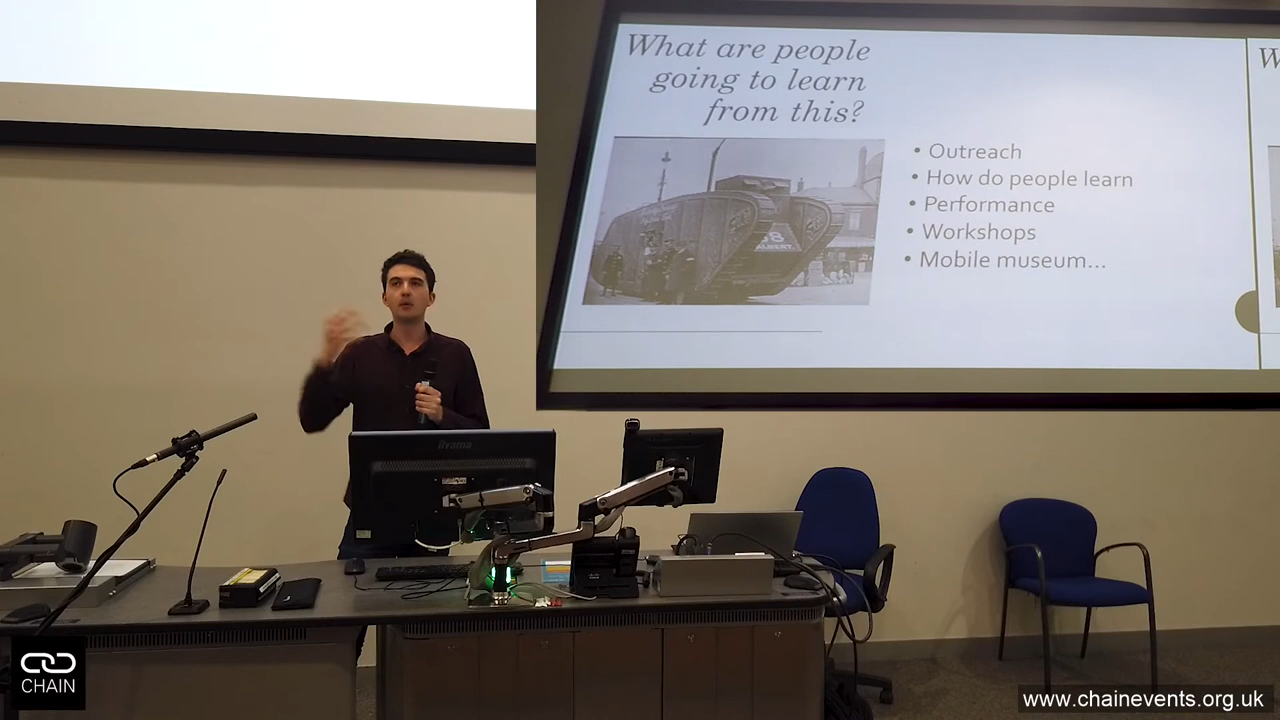 What are people
going to learn
from this?
• Outreach
• How do people learn
• Performance
• Workshops
• Mobile museum...
W
iiyama
CHAIN
www.chainevents.org.uk